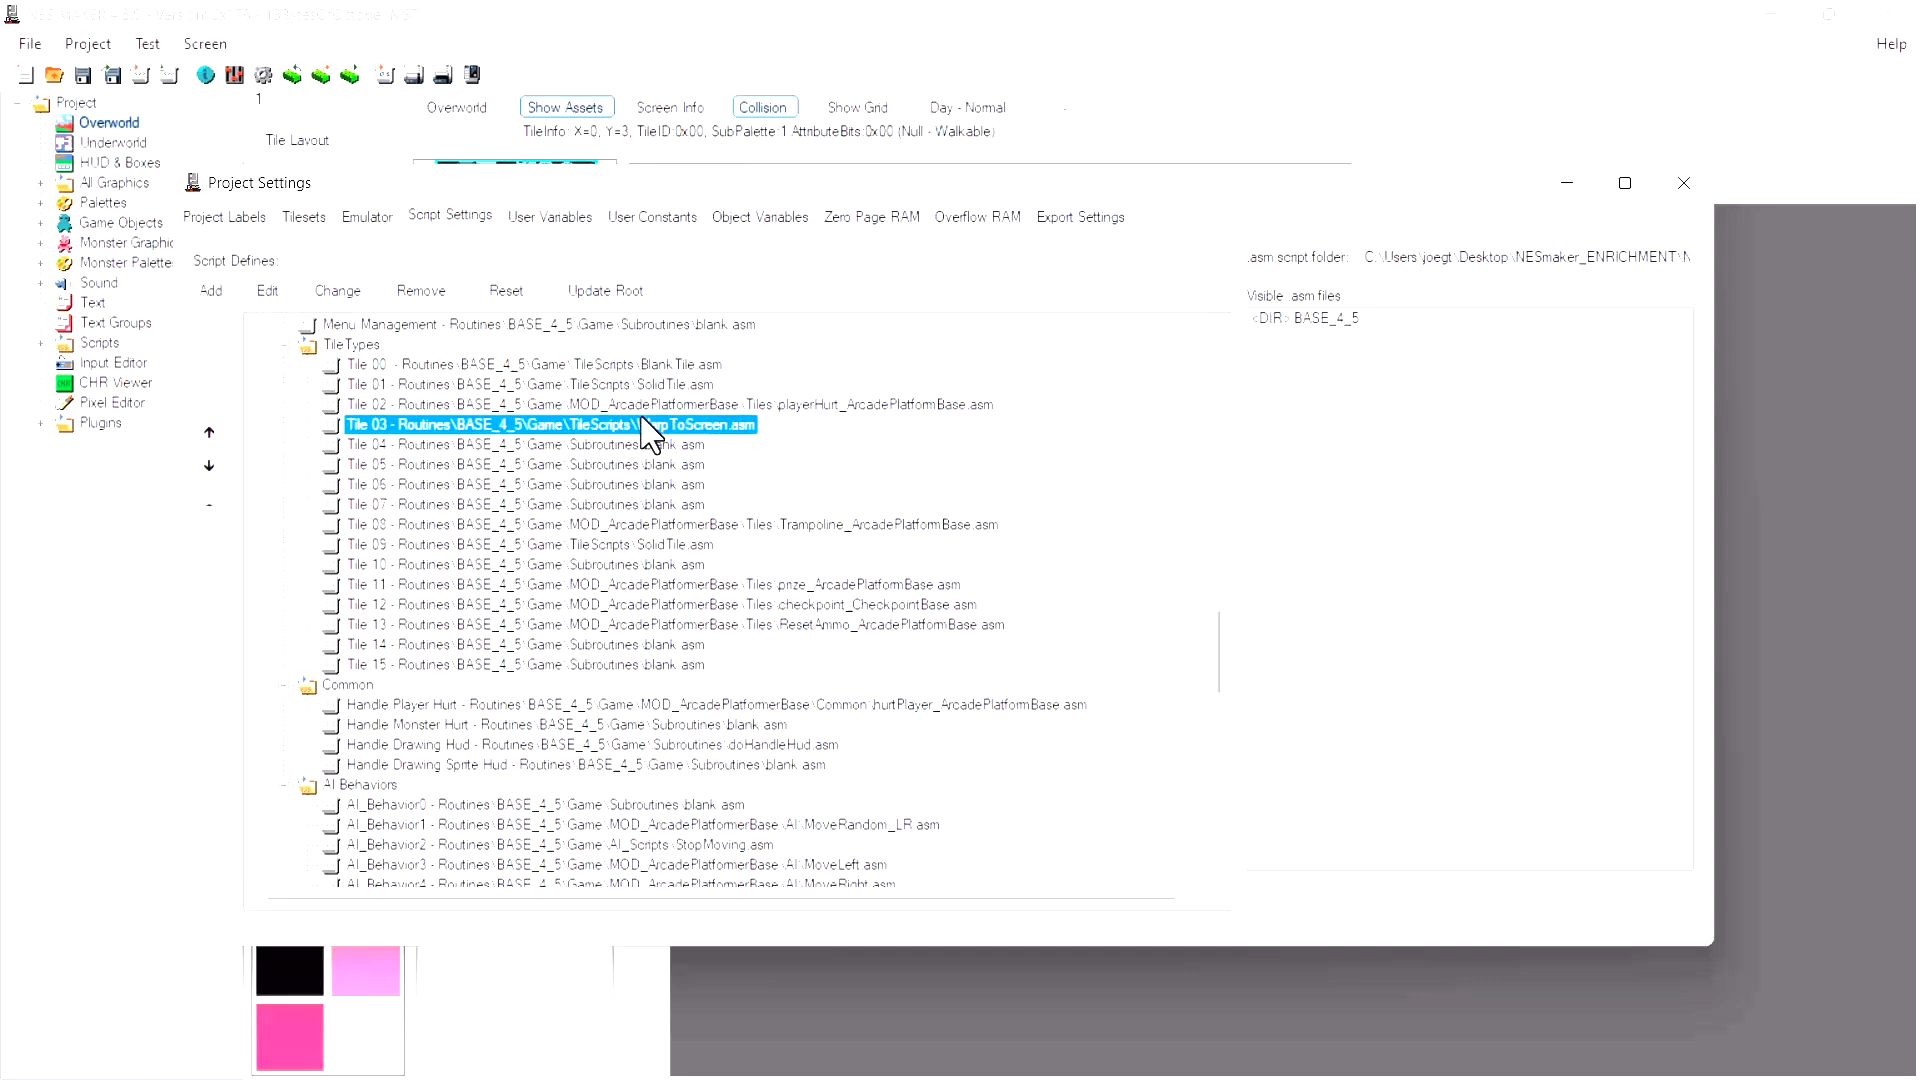 File Project Test Screen Help
1
Overworld Show Assets Screen Info Collision Show Grid Day - Normal
TileInfo: X=0, Y=3, TileID:0x00, SubPalette:1 AttributeBits:0x00 (Null - Walkable)
Tile Layout
Project
Overworld
Underworld
HUD & Boxes
All Graphics
Palettes
Game Objects
Monster Graphic
Monster Palette
Sound
Text
Text Groups
Scripts
Input Editor
CHR Viewer
Pixel Editor
Plugins
Project Settings
Project Labels Tilesets Emulator Script Settings User Variables User Constants Object Variables Zero Page RAM Overflow RAM Export Settings
Script Defines:
Add Edit Change Remove Reset Update Root
Menu Management - Routines\BASE_4_5\Game\Subroutines\blank.asm
TileTypes
Tile 00 - Routines\BASE_4_5\Game\TileScripts\BlankTile.asm
Tile 01 - Routines\BASE_4_5\Game\TileScripts\SolidTile.asm
Tile 02 - Routines\BASE_4_5\Game\MOD_ArcadePlatformerBase\Tiles\playerHurt_ArcadePlatformBase.asm
Tile 03 - Routines\BASE_4_5\Game\TileScripts\ ToScreen.asm
Tile 04 - Routines\BASE_4_5\Game\Subroutines\blank.asm
Tile 05 - Routines\BASE_4_5\Game\Subroutines\blank.asm
Tile 06 - Routines\BASE_4_5\Game\Subroutines\blank.asm
Tile 07 - Routines\BASE_4_5\Game\Subroutines\blank.asm
Tile 08 - Routines\BASE_4_5\Game\MOD_ArcadePlatformerBase\Tiles\Trampoline_ArcadePlatformBase.asm
Tile 09 - Routines\BASE_4_5\Game\TileScripts\SolidTile.asm
Tile 10 - Routines\BASE_4_5\Game\Subroutines\blank.asm
Tile 11 - Routines\BASE_4_5\Game\MOD_ArcadePlatformerBase\Tiles\prize_ArcadePlatformBase.asm
Tile 12 - Routines\BASE_4_5\Game\MOD_ArcadePlatformerBase\Tiles\checkpoint_CheckpointBase.asm
Tile 13 - Routines\BASE_4_5\Game\MOD_ArcadePlatformerBase\Tiles\ResetAmmo_ArcadePlatformBase.asm
Tile 14 - Routines\BASE_4_5\Game\Subroutines\blank.asm
Tile 15 - Routines\BASE_4_5\Game\Subroutines\blank.asm
Common
Handle Player Hurt - Routines\BASE_4_5\Game\MOD_ArcadePlatformerBase\Common\hurtPlayer_ArcadePlatformBase.asm
Handle Monster Hurt - Routines\BASE_4_5\Game\Subroutines\blank.asm
Handle Drawing Hud - Routines\BASE_4_5\Game\Subroutines\doHandleHud.asm
Handle Drawing Sprite Hud - Routines\BASE_4_5\Game\Subroutines\blank.asm
AI Behaviors
AI_Behavior0 - Routines\BASE_4_5\Game\Subroutines\blank.asm
AI_Behavior1 - Routines\BASE_4_5\Game\MOD_ArcadePlatformerBase\AI\MoveRandom_LR.asm
AI_Behavior2 - Routines\BASE_4_5\Game\AI_Scripts\StopMoving.asm
AI_Behavior3 - Routines\BASE_4_5\Game\MOD_ArcadePlatformerBase\AI\MoveLeft.asm
AI_Behavior4 - Routines\BASE_4_5\Game\MOD_ArcadePlatformerBase\AI\MoveRight.asm
.asm script folder: C:\Users\joegt\Desktop\NESmaker_ENRICHMENT\N
Visible .asm files
<DIR> BASE_4_5